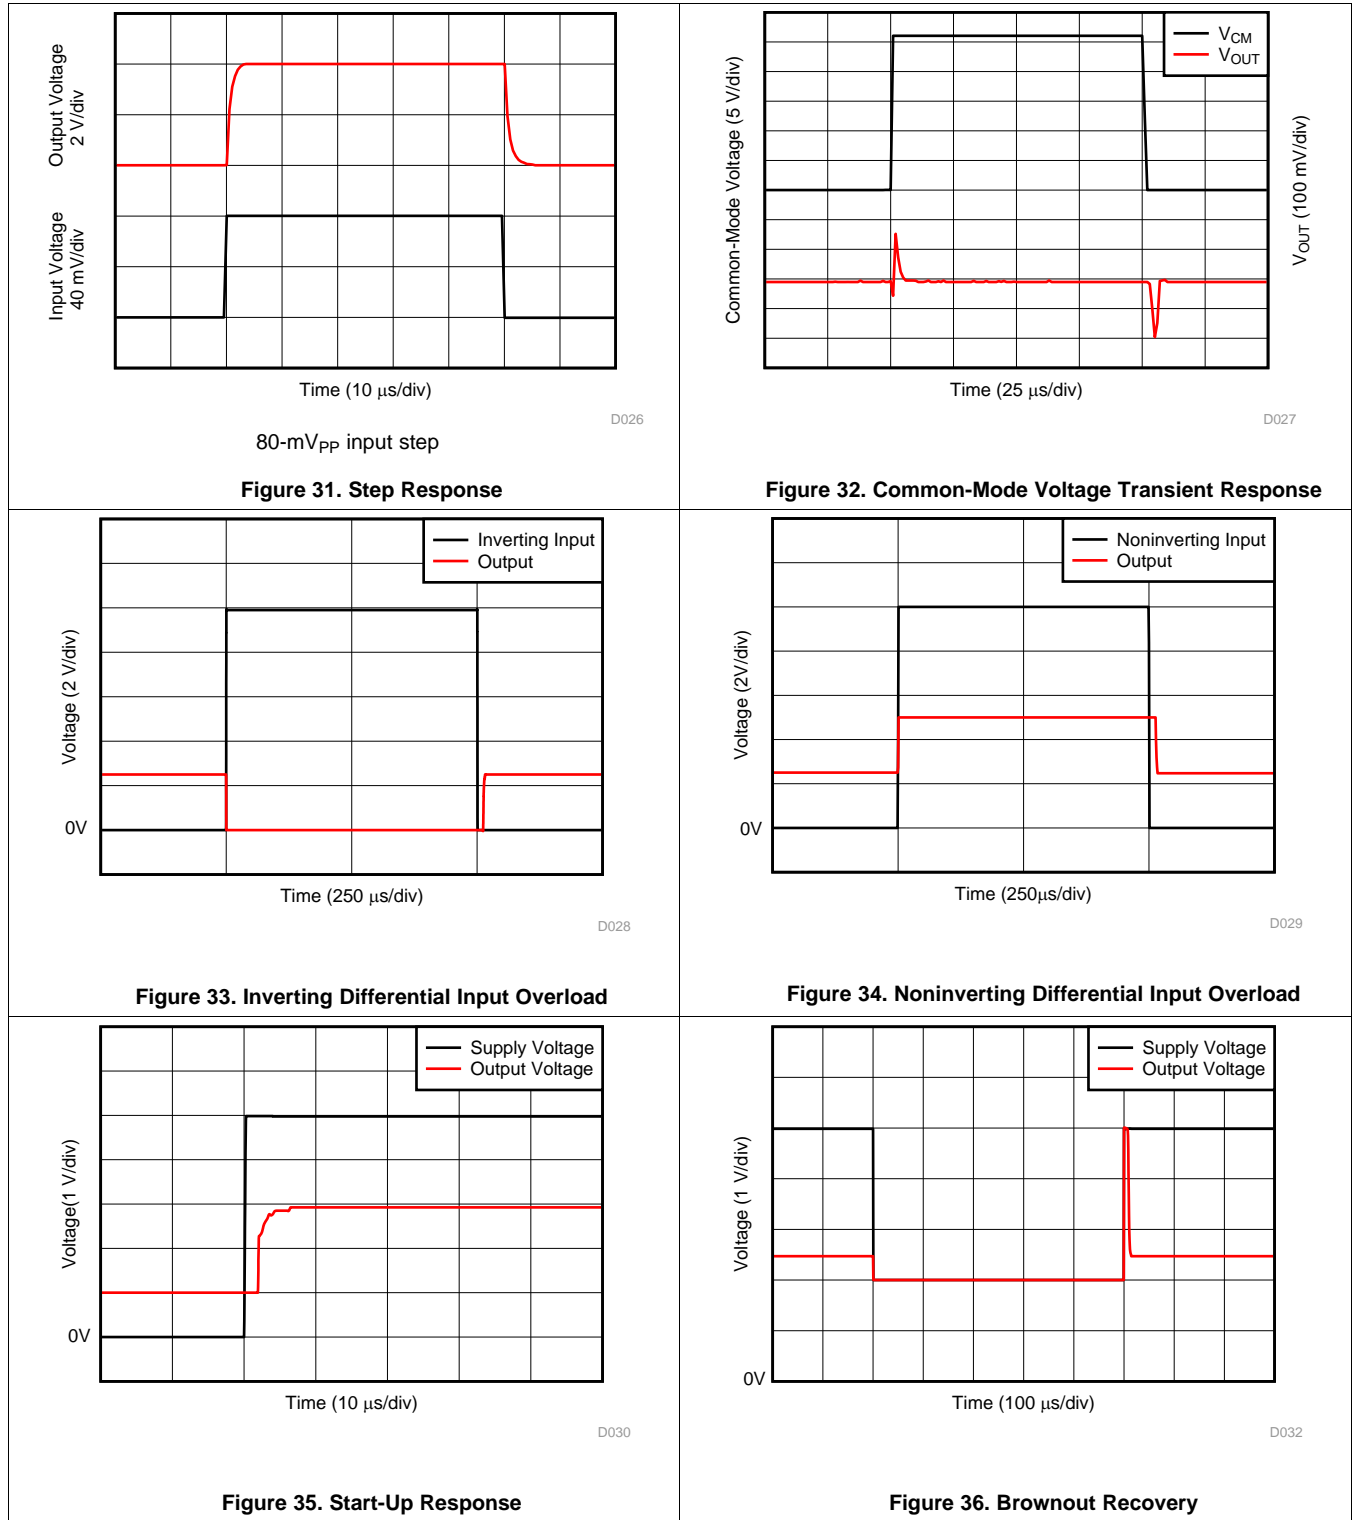 Output Voltage
2 V/div
Input Voltage
40 mV/div
Time (10 μs/div)
D026
80-mVPP input step
Figure 31. Step Response
Common-Mode Voltage (5 V/div)
VCM
VOUT
VOUT (100 mV/div)
Time (25 μs/div)
D027
Figure 32. Common-Mode Voltage Transient Response
Voltage (2 V/div)
Inverting Input
Output
0V
Time (250 μs/div)
D028
Figure 33. Inverting Differential Input Overload
Voltage (2V/div)
Noninverting Input
Output
0V
Time (250μs/div)
D029
Figure 34. Noninverting Differential Input Overload
Voltage(1 V/div)
Supply Voltage
Output Voltage
0V
Time (10 μs/div)
D030
Figure 35. Start-Up Response
Voltage (1 V/div)
Supply Voltage
Output Voltage
0V
Time (100 μs/div)
D032
Figure 36. Brownout Recovery